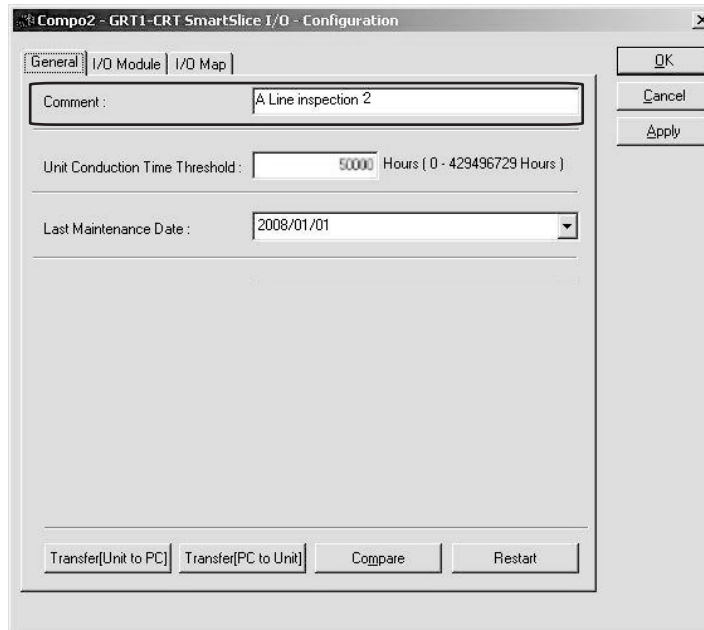 Compo2 - GRT1-CRT SmartSlice I/O - Configuration
General I/O Module I/O Map
OK
Cancel
Apply
Comment : A Line inspection 2
Unit Conduction Time Threshold : 50000 Hours ( 0 - 429496729 Hours )
Last Maintenance Date : 2008/01/01
Transfer[Unit to PC] Transfer[PC to Unit] Compare Restart